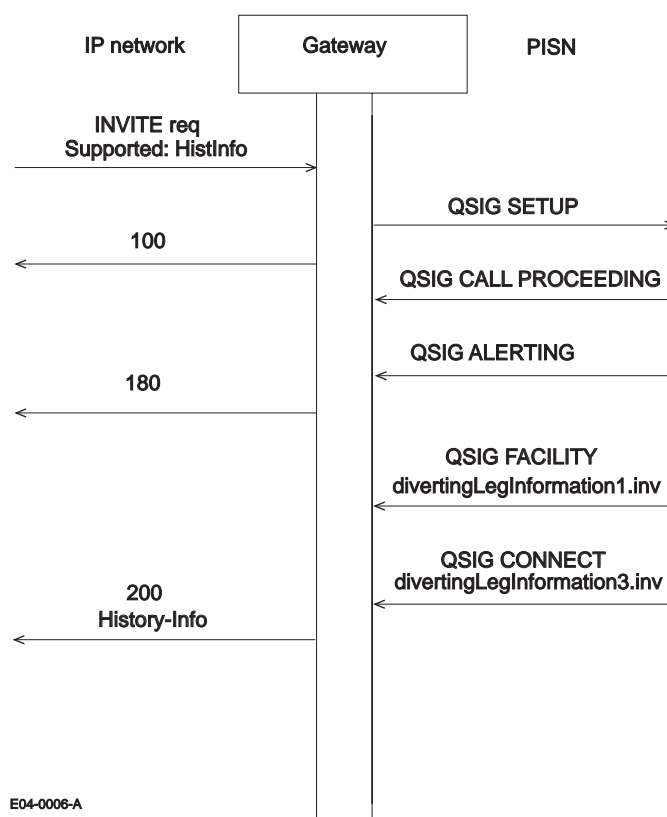 IP network
Gateway
PISN
INVITE req
Supported: HistInfo
QSIG SETUP
100
QSIG CALL PROCEEDING
QSIG ALERTING
180
QSIG FACILITY
divertingLegInformation1.inv
QSIG CONNECT
divertingLegInformation3.inv
200
History-Info
E04-0006-A